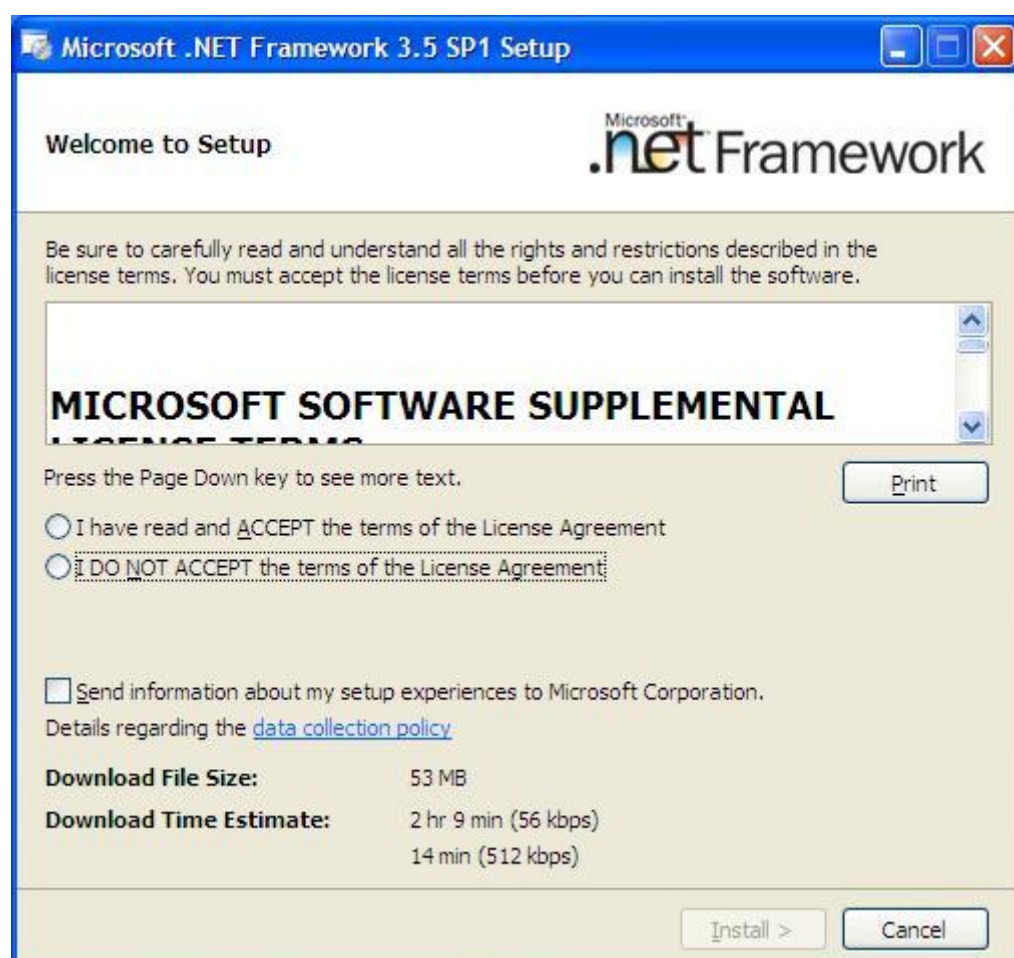 Microsoft .NET Framework 3.5 SP1 Setup
Welcome to Setup
Microsoft
.net Framework
Be sure to carefully read and understand all the rights and restrictions described in the
license terms. You must accept the license terms before you can install the software.
MICROSOFT SOFTWARE SUPPLEMENTAL
LICENSE TERMS
Press the Page Down key to see more text.
Print
I have read and ACCEPT the terms of the License Agreement
I DO NOT ACCEPT the terms of the License Agreement
Send information about my setup experiences to Microsoft Corporation.
Details regarding the data collection policy
Download File Size: 53 MB
Download Time Estimate: 2 hr 9 min (56 kbps)
14 min (512 kbps)
Install >
Cancel